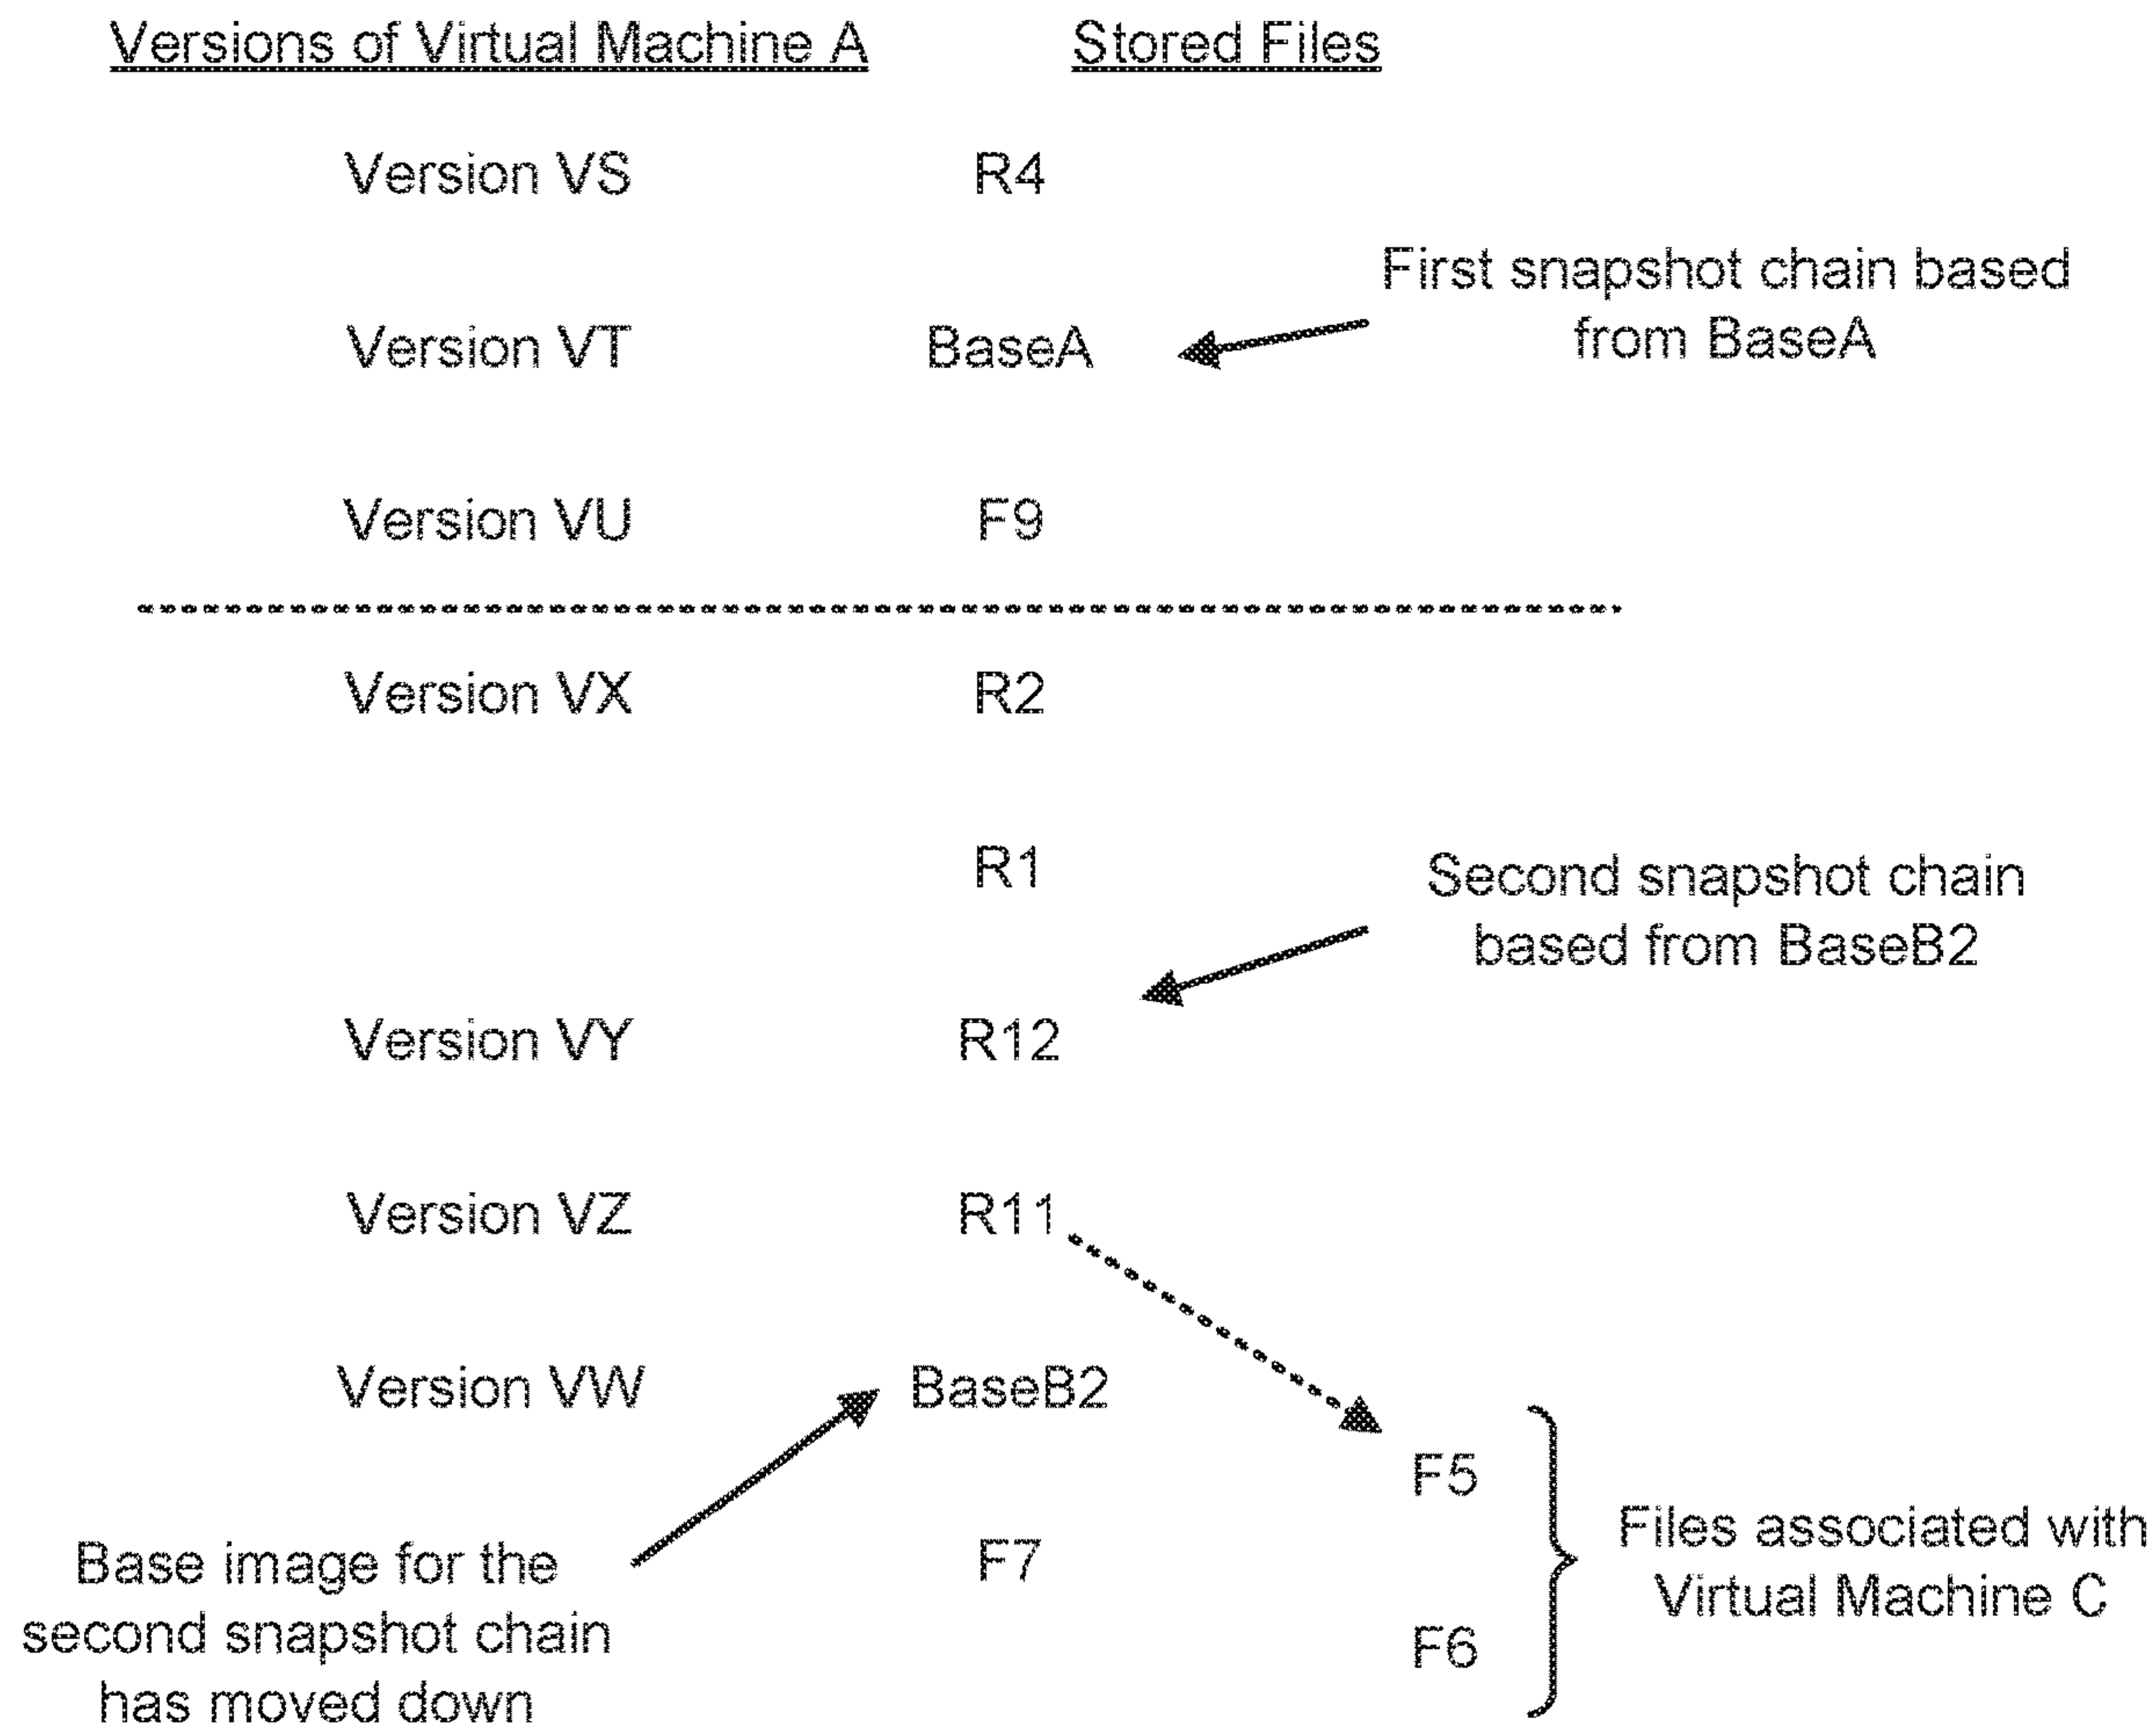 Versions of Virtual Machine A
Stored Files
Version VS
R4
First snapshot chain based
from BaseA
Version VT
BaseA
Version VU
F9
Version VX
R2
R1
Second snapshot chain
based from BaseB2
Version VY
R12
Version VZ
R11
Version VW
BaseB2
F5
Files associated with
Virtual Machine C
F7
F6
Base image for the
second snapshot chain
has moved down